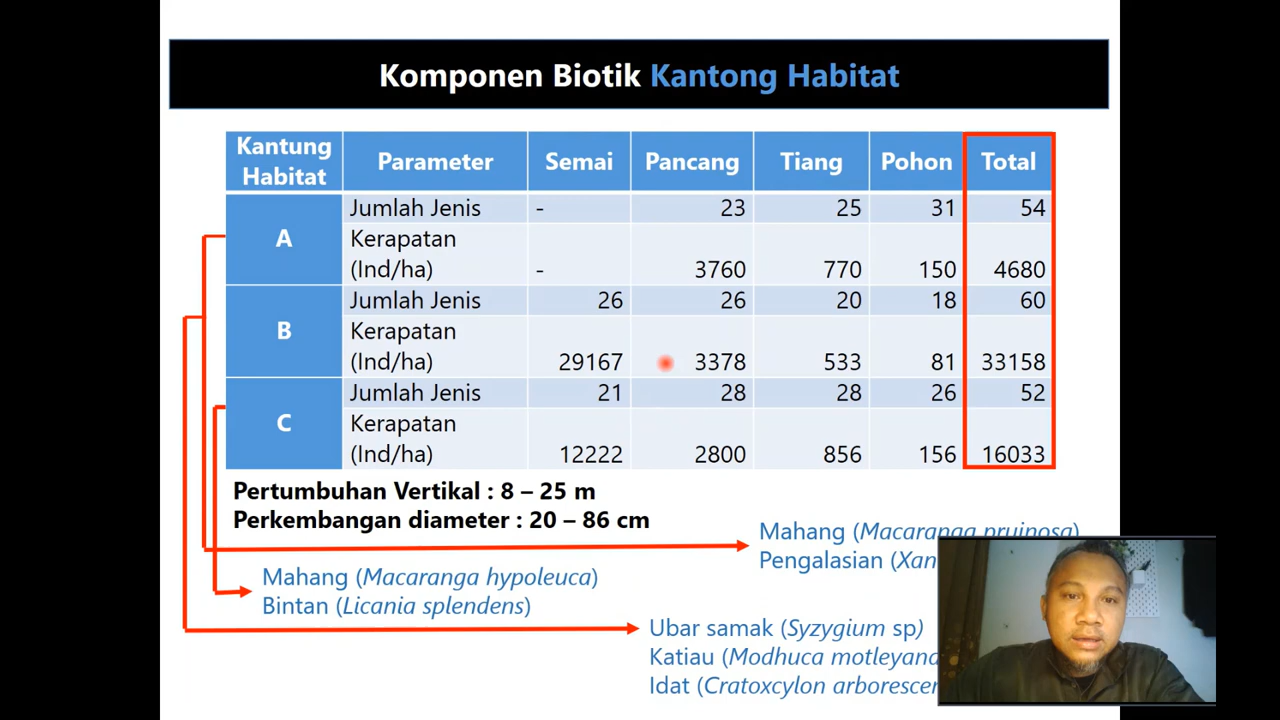 Komponen Biotik Kantong Habitat
Kantung Habitat Parameter Semai Pancang Tiang Pohon Total
A Jumlah Jenis - 23 25 31 54
Kerapatan (Ind/ha) - 3760 770 150 4680
B Jumlah Jenis 26 26 20 18 60
Kerapatan (Ind/ha) 29167 3378 533 81 33158
C Jumlah Jenis 21 28 28 26 52
Kerapatan (Ind/ha) 12222 2800 856 156 16033
Pertumbuhan Vertikal : 8 – 25 m
Perkembangan diameter : 20 – 86 cm
Mahang (Macaranga pruinosa)
Pengalasian
Mahang (Macaranga hypoleuca)
Bintan (Licania splendens)
Ubar samak (Syzygium sp)
Katiau (Modhuca motleyana
Idat (Cratoxcylon